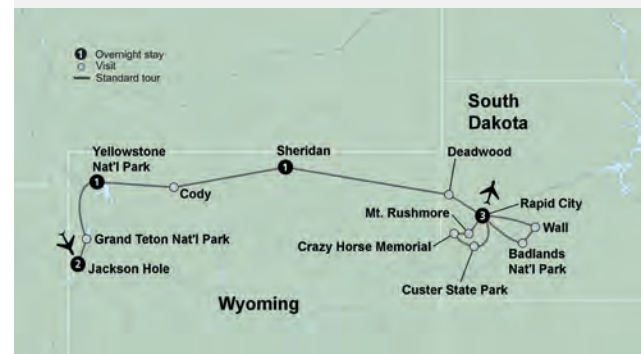 1 Overnight stay
Visit
Standard tour
South
Dakota
Yellowstone
Nat'l Park
1
Sheridan
1
Deadwood
Cody
Mt. Rushmore
3
Rapid City
Wall
Grand Teton Nat'l Park
Crazy Horse Memorial
Badlands
Nat'l Park
2
Jackson Hole
Custer State Park
Wyoming